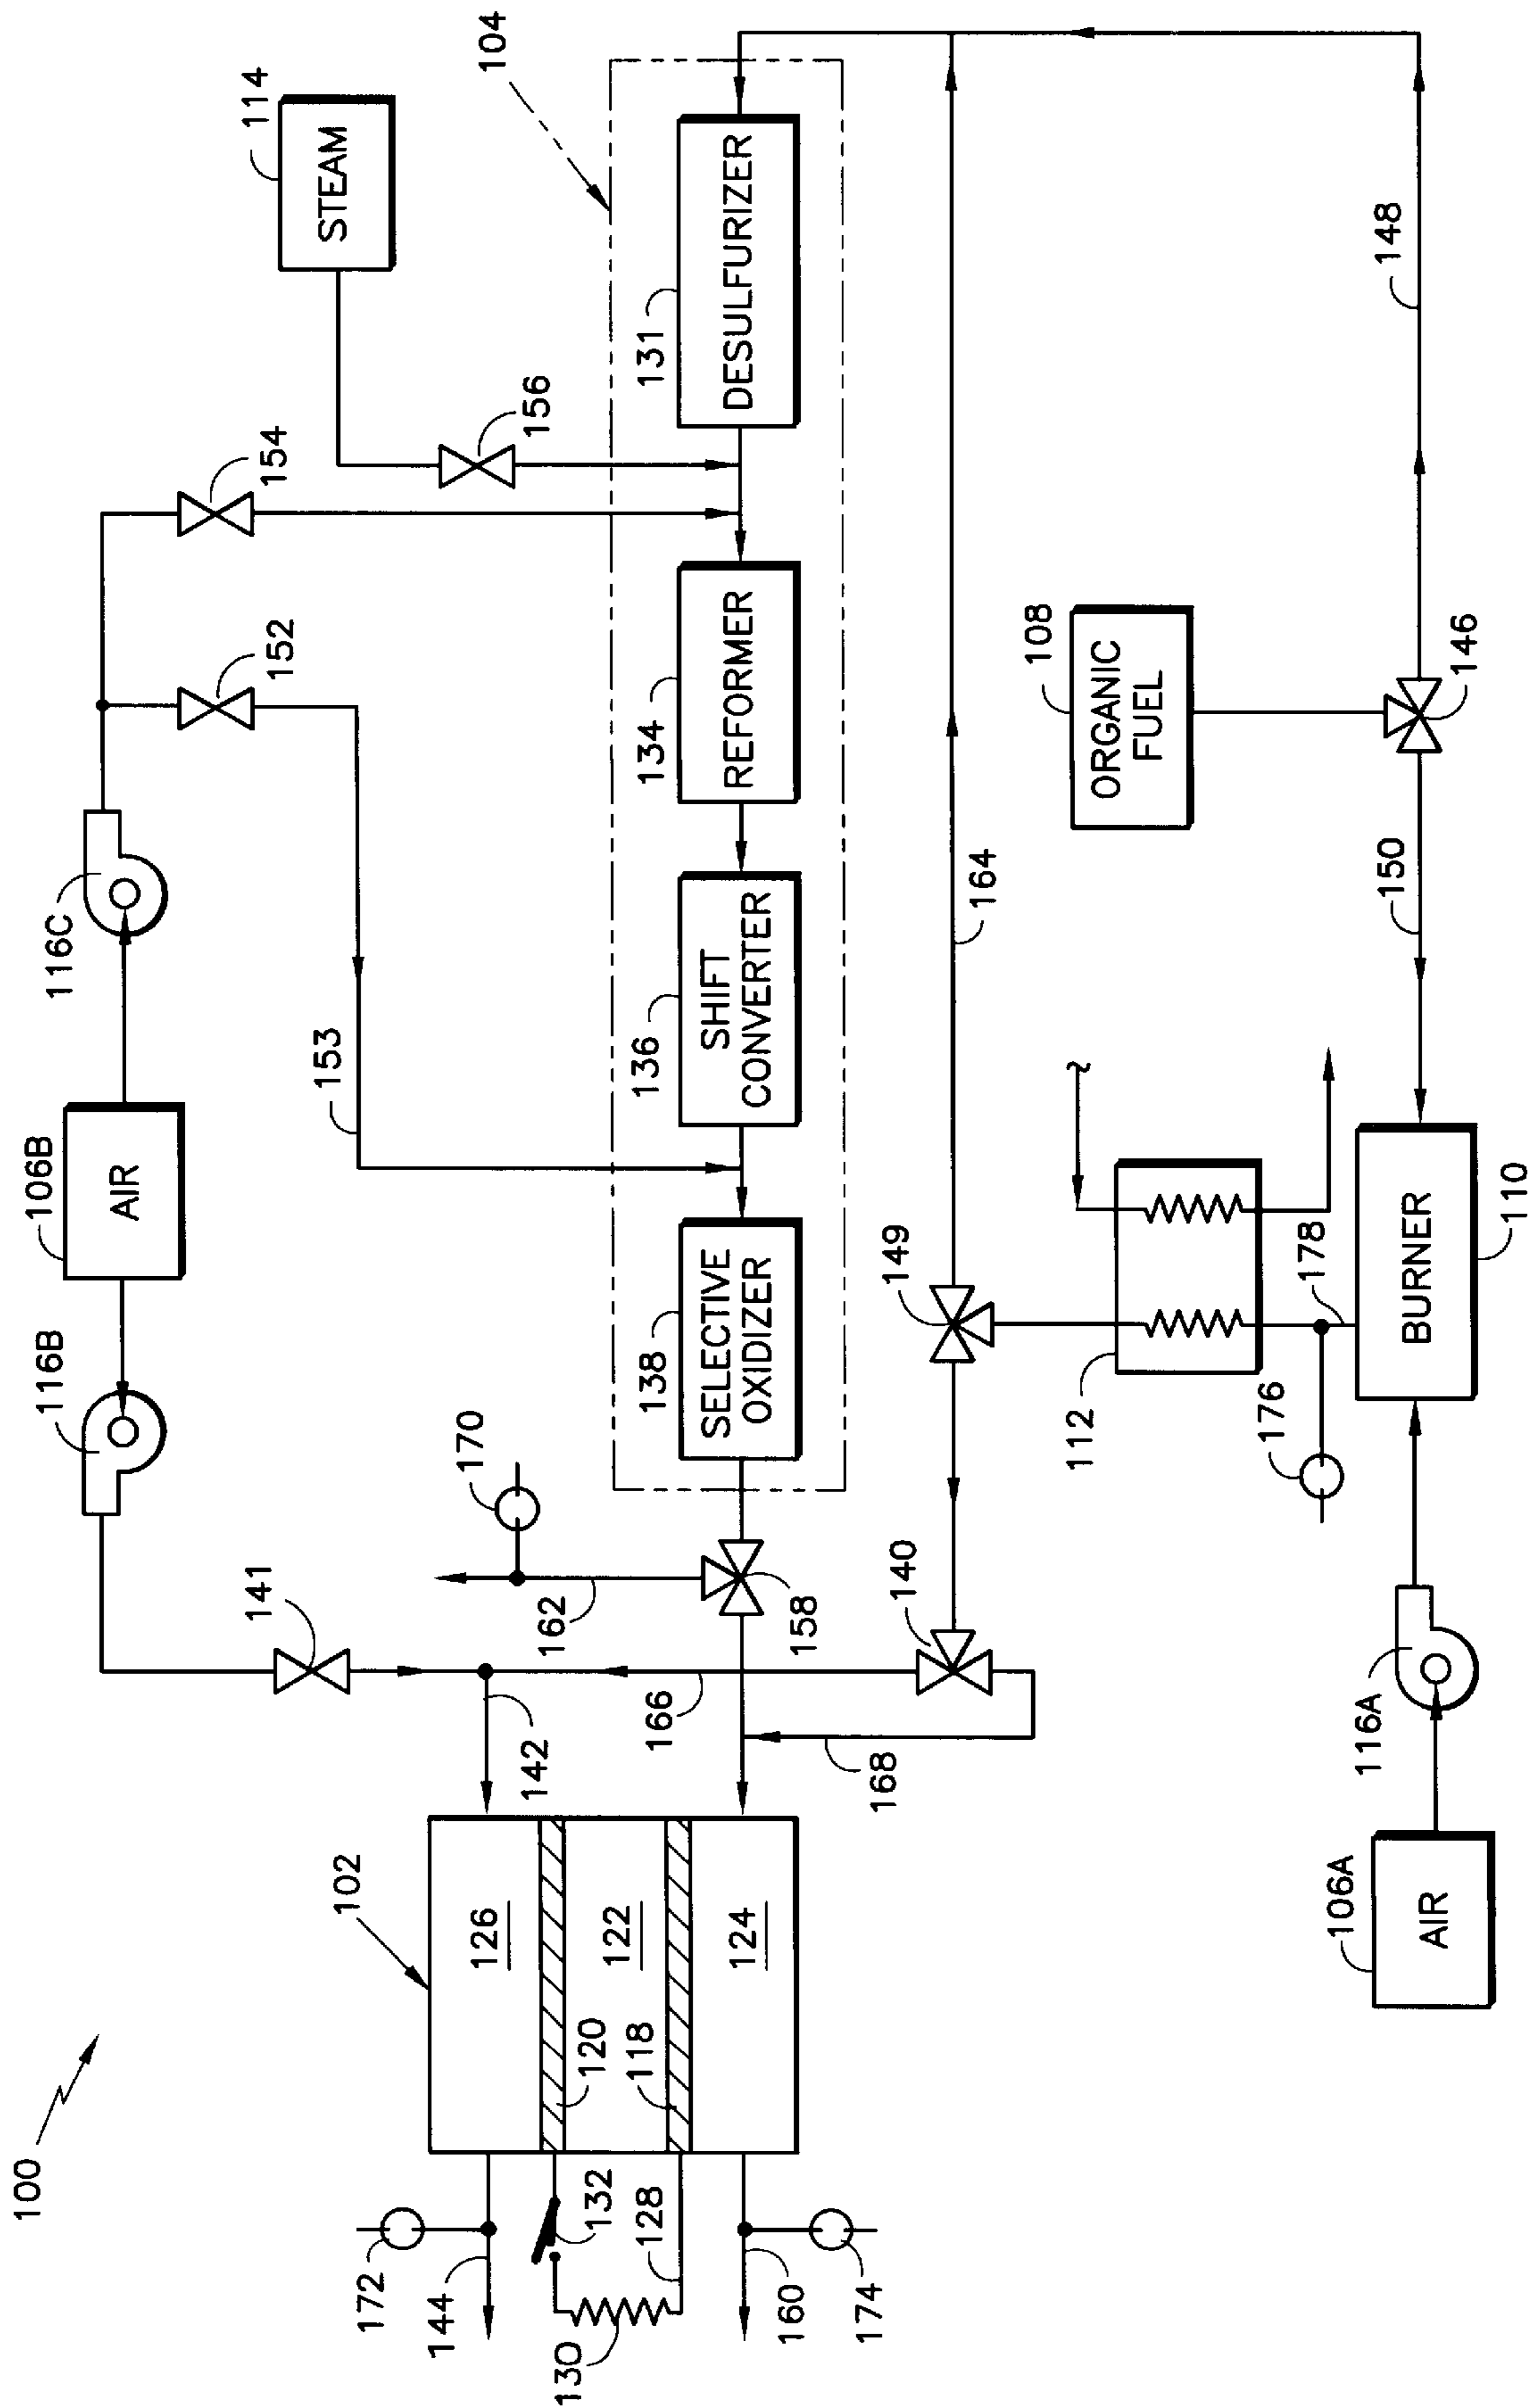 100
172
144
132
128
130
160
174
102
126
122
124
120
118
142
141
166
168
140
158
162
170
116B
106B
AIR
116C
153
152
154
156
114
STEAM
104
138
SELECTIVE
OXIDIZER
136
SHIFT
CONVERTER
134
REFORMER
131
DESULFURIZER
149
164
112
176
178
108
ORGANIC
FUEL
146
148
150
110
BURNER
116A
106A
AIR